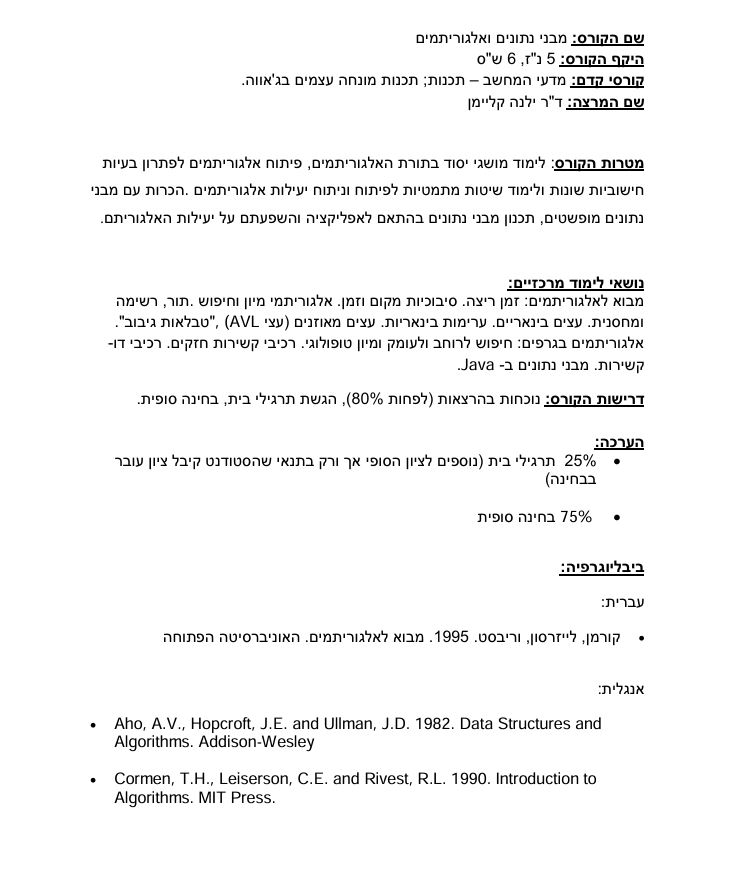 שם הקורס: מבני נתונים ואלגוריתמים
היקף הקורס: 5 נ"ז, 6 ש"ס
קורסי קדם: מדעי המחשב – תכנות; תכנות מונחה עצמים בג'אווה.
שם המרצה: ד"ר ילנה קליימן
מטרות הקורס: לימוד מושגי יסוד בתורת האלגוריתמים, פיתוח אלגוריתמים לפתרון בעיות
חישוביות שונות ולימוד שיטות מתמטיות לפיתוח וניתוח יעילות אלגוריתמים .הכרות עם מבני
נתונים מופשטים, תכנון מבני נתונים בהתאם לאפליקציה והשפעתם על יעילות האלגוריתם.
נושאי לימוד מרכזיים:
מבוא לאלגוריתמים: זמן ריצה. סיבוכיות מקום וזמן. אלגוריתמי מיון וחיפוש .תור, רשימה
ומחסנית. עצים בינאריים. ערימות בינאריות. עצים מאוזנים (עצי AVL) ,"טבלאות גיבוב".
אלגוריתמים בגרפים: חיפוש לרוחב ולעומק ומיון טופולוגי. רכיבי קשירות חזקים. רכיבי דו-
קשירות. מבני נתונים ב- Java.
דרישות הקורס: נוכחות בהרצאות (לפחות 80%), הגשת תרגילי בית, בחינה סופית.
הערכה:
• 25% תרגילי בית (נוספים לציון הסופי אך ורק בתנאי שהסטודנט קיבל ציון עובר
בבחינה)
• 75% בחינה סופית
ביבליוגרפיה:
עברית:
• קורמן, לייזרסון, וריבסט. 1995. מבוא לאלגוריתמים. האוניברסיטה הפתוחה
אנגלית:
• Aho, A.V., Hopcroft, J.E. and Ullman, J.D. 1982. Data Structures and
Algorithms. Addison-Wesley
• Cormen, T.H., Leiserson, C.E. and Rivest, R.L. 1990. Introduction to
Algorithms. MIT Press.